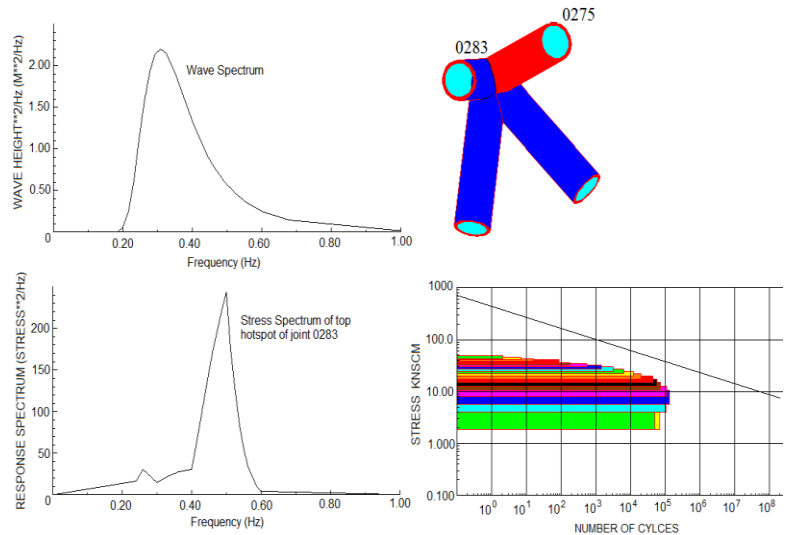 WAVE HEIGHT**2/Hz (M**2/Hz)
2.00
1.50
1.00
0.50
0
Wave Spectrum
0.20
0.40
0.60
0.80
1.00
Frequency (Hz)
0275
0283
RESPONSE SPECTRUM (STRESS**2/Hz)
200
150
100
50
0
Stress Spectrum of top
hotspot of joint 0283
0.20
0.40
0.60
0.80
1.00
Frequency (Hz)
STRESS KNSCM
1000
100.0
10.00
1.000
0.100
10^0 10^1 10^2 10^3 10^4 10^5 10^6 10^7 10^8
NUMBER OF CYLCES